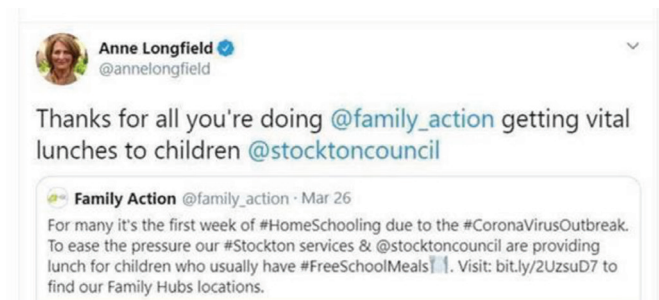 Anne Longfield
@annelongfield
Thanks for all you're doing @family_action getting vital
lunches to children @stocktoncouncil
Family Action @family_action · Mar 26
For many it's the first week of #HomeSchooling due to the #CoronaVirusOutbreak.
To ease the pressure our #Stockton services & @stocktoncouncil are providing
lunch for children who usually have #FreeSchoolMeals🍽. Visit: bit.ly/2UzsuD7 to
find our Family Hubs locations.